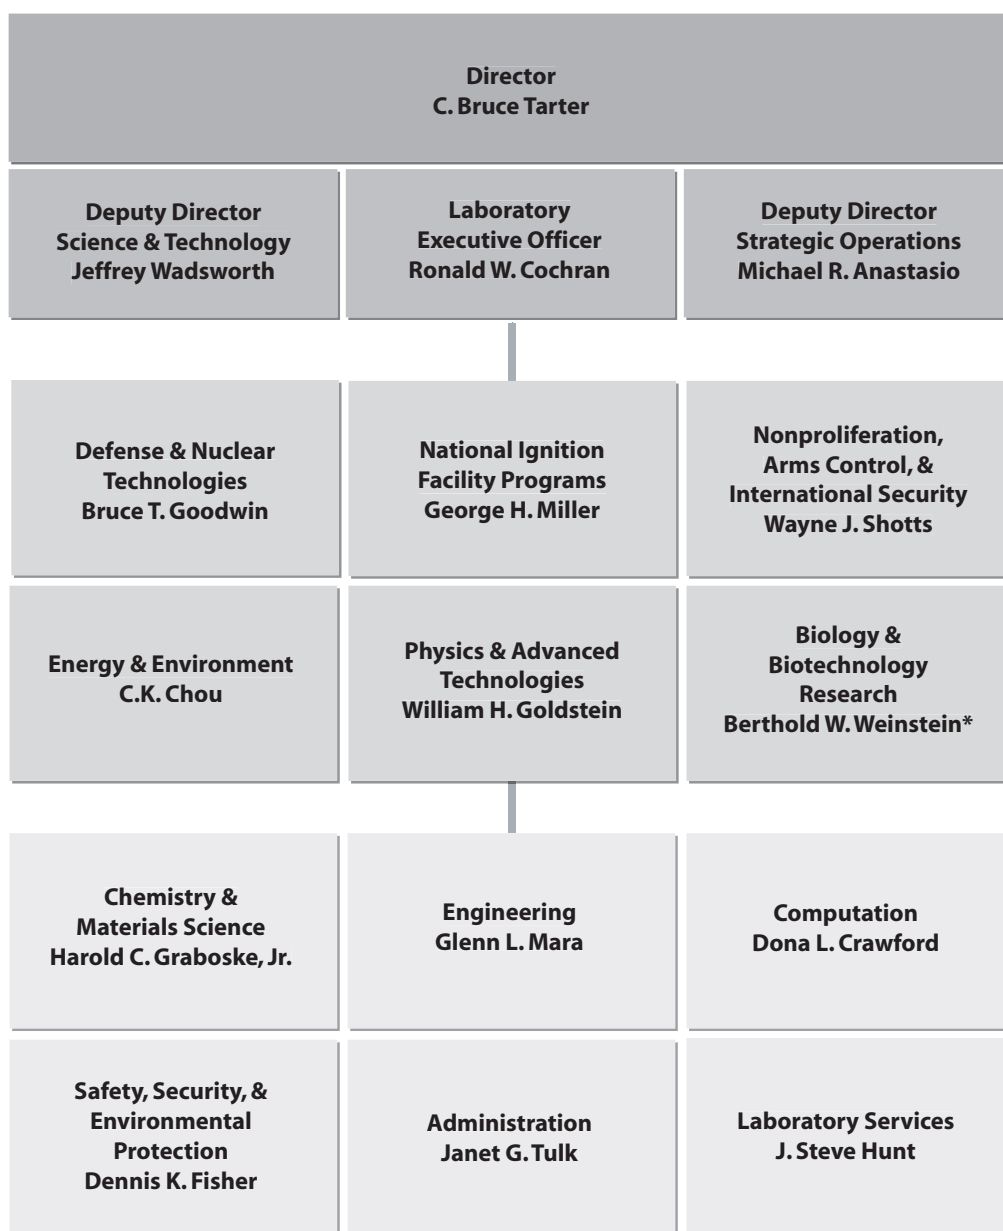 Director
C. Bruce Tarter
Deputy Director
Science & Technology
Jeffrey Wadsworth
Laboratory
Executive Officer
Ronald W. Cochran
Deputy Director
Strategic Operations
Michael R. Anastasio
Defense & Nuclear
Technologies
Bruce T. Goodwin
National Ignition
Facility Programs
George H. Miller
Nonproliferation,
Arms Control, &
International Security
Wayne J. Shotts
Energy & Environment
C.K. Chou
Physics & Advanced
Technologies
William H. Goldstein
Biology &
Biotechnology
Research
Berthold W. Weinstein*
Chemistry &
Materials Science
Harold C. Graboske, Jr.
Engineering
Glenn L. Mara
Computation
Dona L. Crawford
Safety, Security, &
Environmental
Protection
Dennis K. Fisher
Administration
Janet G. Tulk
Laboratory Services
J. Steve Hunt